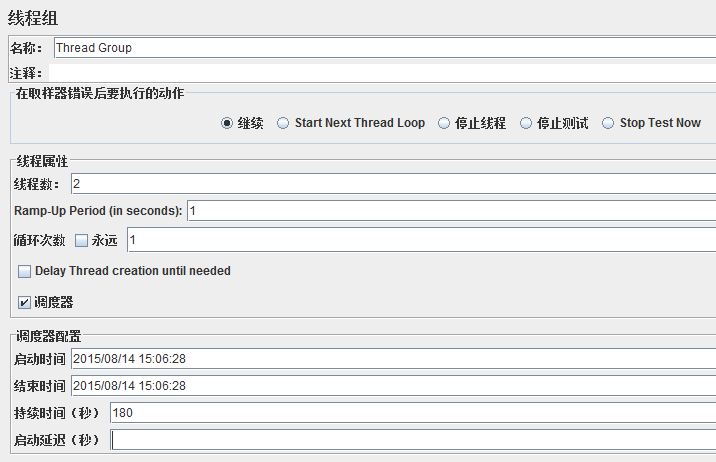 线程组
名称： Thread Group
注释：
在取样器错误后要执行的动作
继续 Start Next Thread Loop 停止线程 停止测试 Stop Test Now
线程属性
线程数： 2
Ramp-Up Period (in seconds): 1
循环次数 永远 1
Delay Thread creation until needed
调度器
调度器配置
启动时间 2015/08/14 15:06:28
结束时间 2015/08/14 15:06:28
持续时间（秒） 180
启动延迟（秒）